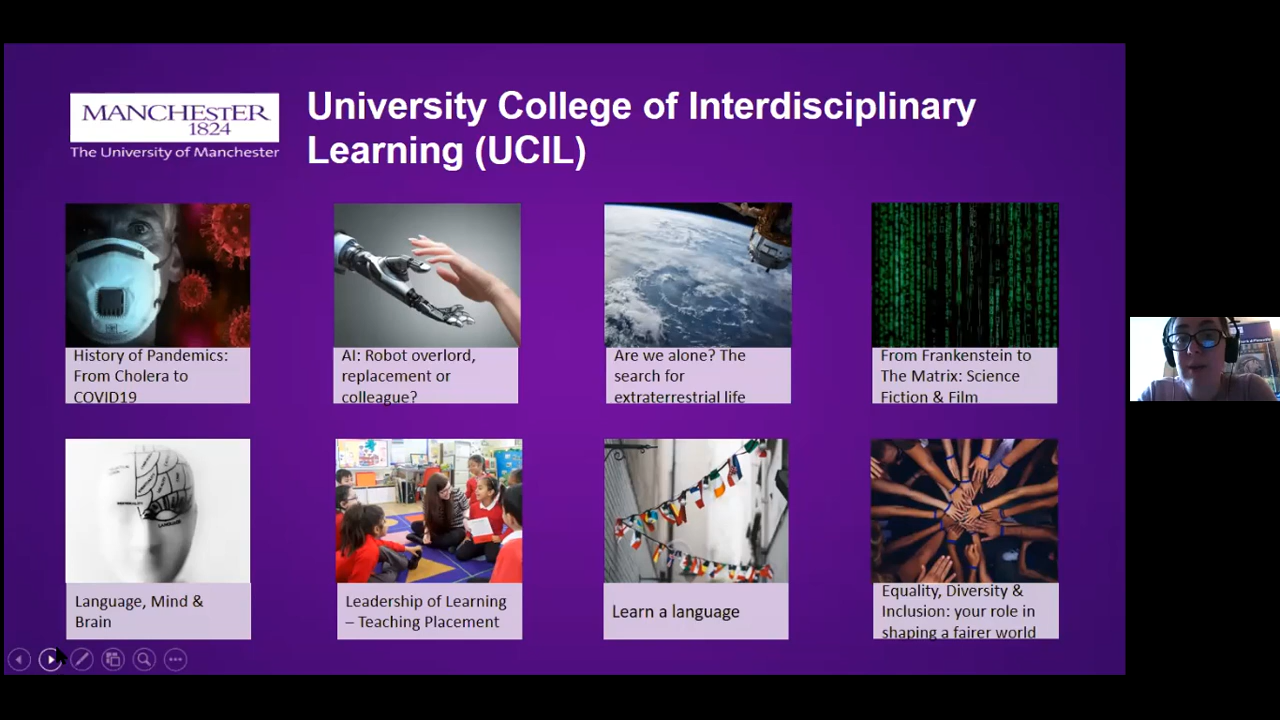 MANCHESTER
1824
The University of Manchester
University College of Interdisciplinary
Learning (UCIL)
History of Pandemics:
From Cholera to
COVID19
AI: Robot overlord,
replacement or
colleague?
Are we alone? The
search for
extraterrestrial life
From Frankenstein to
The Matrix: Science
Fiction & Film
LANGUAGE
Language, Mind &
Brain
Leadership of Learning
– Teaching Placement
Learn a language
Equality, Diversity &
Inclusion: your role in
shaping a fairer world